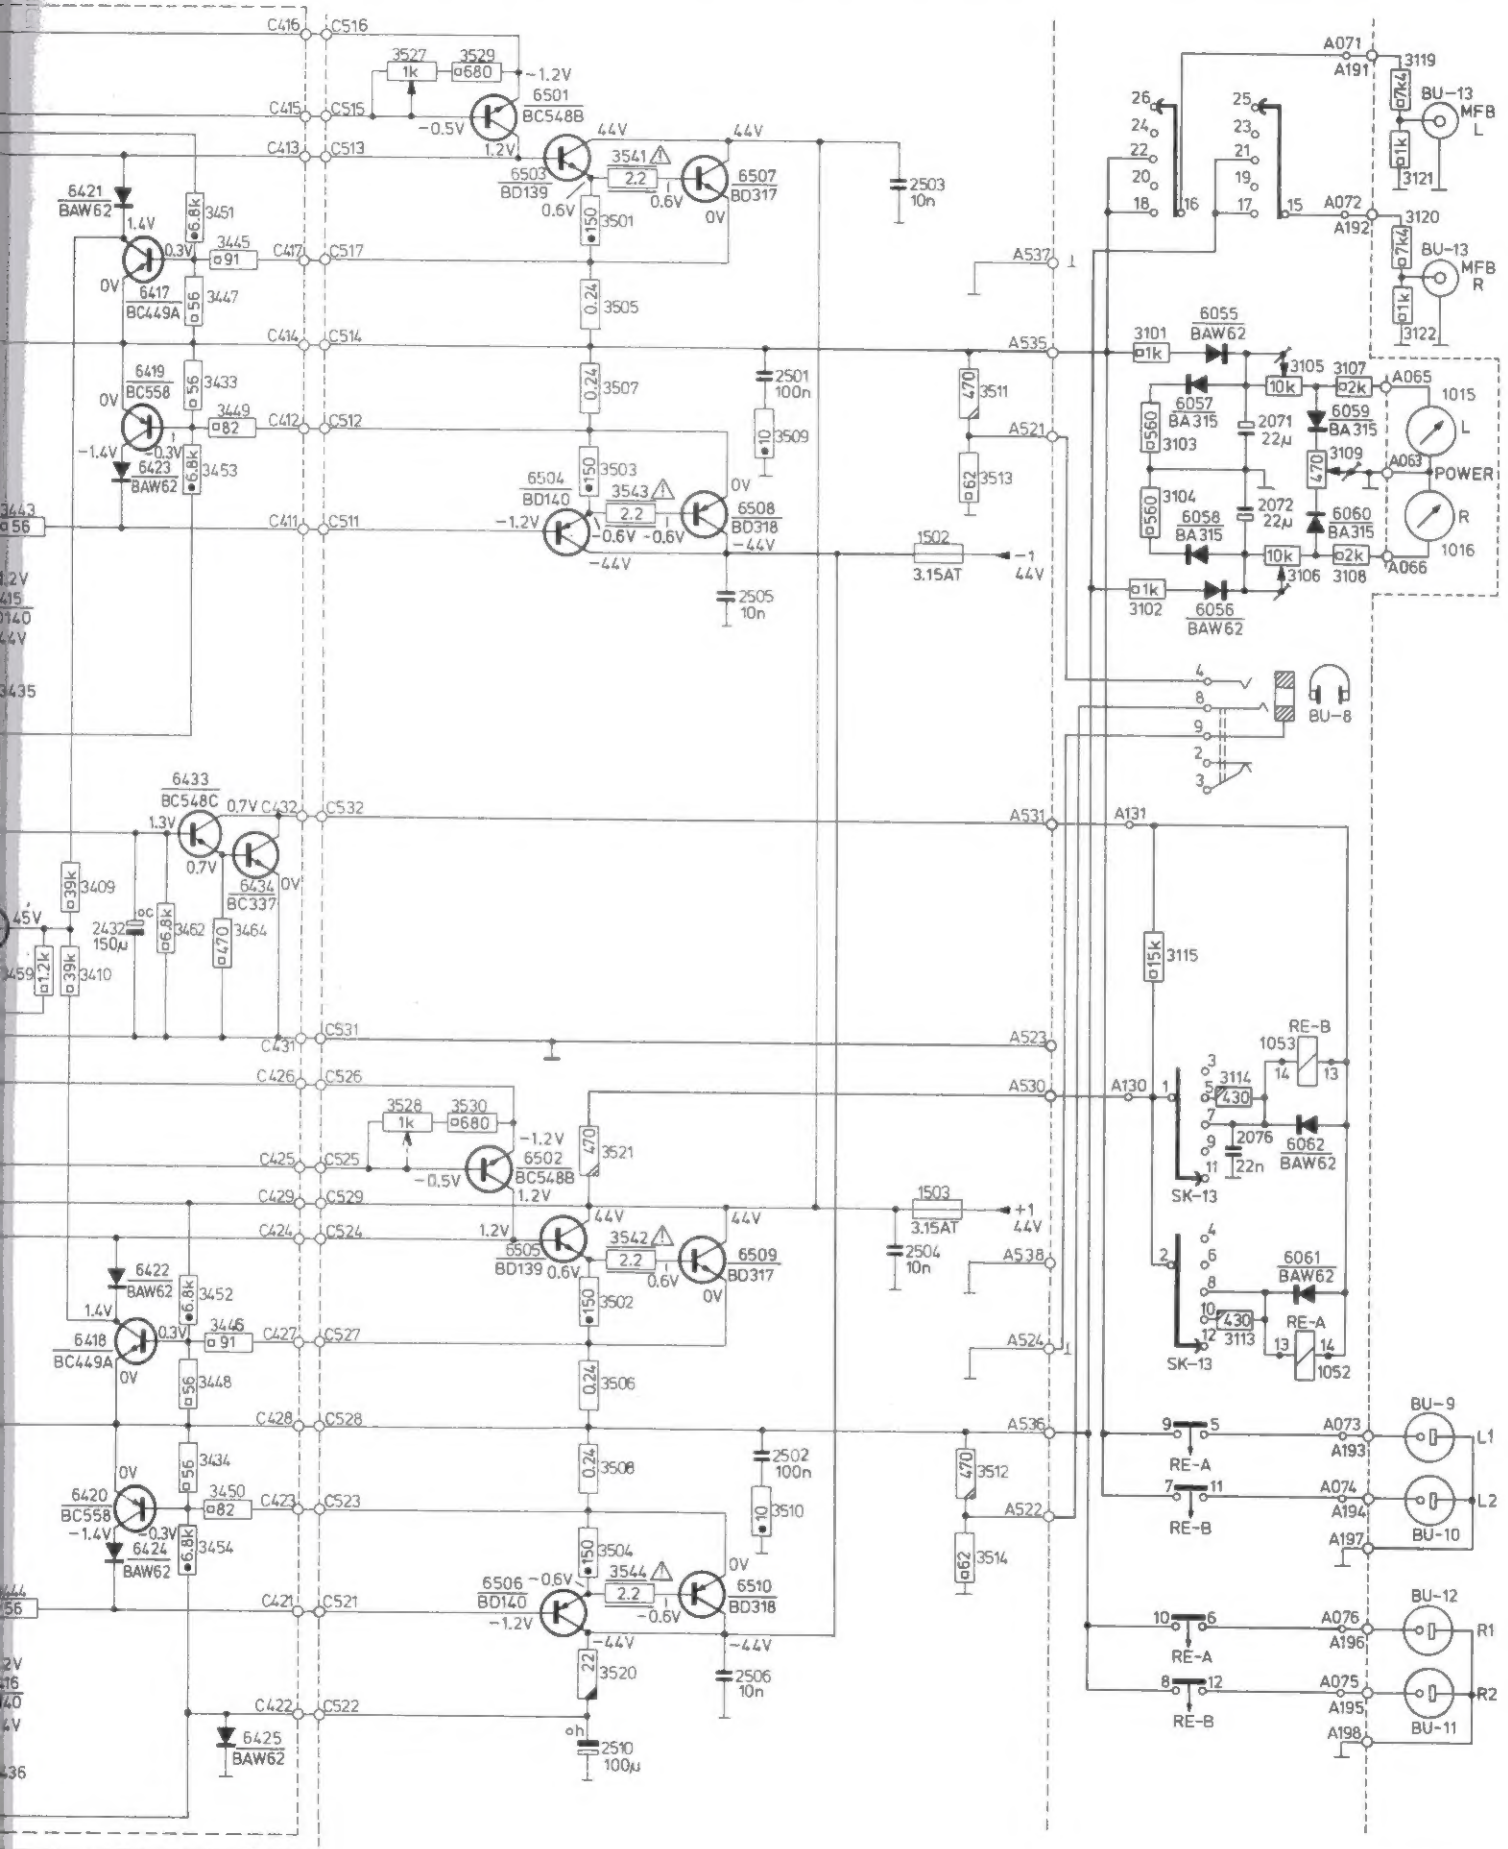 C416 C516
3527
1k
3529
680
-1.2V
6501
BC548B
C415 C515
-0.5V
1.2V
C413 C513
44V
44V
6503
BD139
0.6V
3541
2.2
0.6V
6507
BD317
0V
2503
10n
150
3501
6421
BAW62
1.4V
6.8k
3451
0.3V
3445
91
C417 C517
0V
6417
BC449A
56
3447
0.24
3505
C414 C514
6419
BC558
0V
56
3433
3449
82
C412 C512
0.24
3507
2501
100n
10
3509
470
3511
62
3513
-1.4V
-0.3V
6423
BAW62
6.8k
3453
6504
BD140
150
3503
3543
2.2
-1.2V
-0.6V
-0.6V
6508
BD318
0V
-44V
-44V
3443
56
C411 C511
1502
3.15AT
-1
44V
2505
10n
A537
A535
A521
26
24
22
20
18
16
25
23
21
19
17
15
A071
A191
3119
7k4
BU-13
MFB
L
1k
3121
A072
A192
3120
7k4
BU-13
MFB
R
1k
3122
3101
1k
6055
BAW62
3105
10k
3107
2k
A065
1015
L
6057
BA315
560
3103
2071
22µ
6059
BA315
3109
470
A063
POWER
3104
560
2072
22µ
6058
BA315
6060
BA315
R
1016
10k
3106
2k
3108
A066
1k
3102
6056
BAW62
4
8
9
2
3
BU-8
3435
6433
BC548C
0.7V
C432 C532
1.3V
0.7V
6434
BC337
0V
39k
3409
45V
2432
150µ
6.8k
3462
470
3464
3459
1.2k
39k
3410
C431 C531
A531
A131
15k
3115
A523
C426 C526
3528
1k
3530
680
-1.2V
6502
BC548B
470
3521
A530
A130
1
3
5
7
9
11
SK-13
3114
430
RE-B
1053
14
13
2076
22n
6062
BAW62
C425 C525
-0.5V
1.2V
C429 C529
C424 C524
44V
44V
1.2V
6505
BD139
0.6V
3542
2.2
0.6V
6509
BD317
0V
1503
3.15AT
+1
44V
2504
10n
A538
2
4
6
8
10
12
SK-13
6061
BAW62
430
3113
RE-A
13
14
1052
6422
BAW62
1.4V
6.8k
3452
0.3V
3446
91
C427 C527
150
3502
6418
BC449A
0V
56
3448
0.24
3506
A524
C428 C528
A536
6420
BC558
0V
56
3434
3450
82
C423 C523
0.24
3508
2502
100n
10
3510
470
3512
A522
62
3514
-1.4V
-0.3V
6424
BAW62
6.8k
3454
150
3504
3544
2.2
6506
BD140
-0.6V
-0.6V
-1.2V
0V
6510
BD318
-44V
-44V
C421 C521
22
3520
2506
10n
C422 C522
6425
BAW62
2510
100µ
9
5
RE-A
A073
A193
BU-9
L1
7
11
RE-B
A074
A194
L2
BU-10
A197
10
6
RE-A
A076
A196
BU-12
R1
8
12
RE-B
A075
A195
R2
BU-11
A198